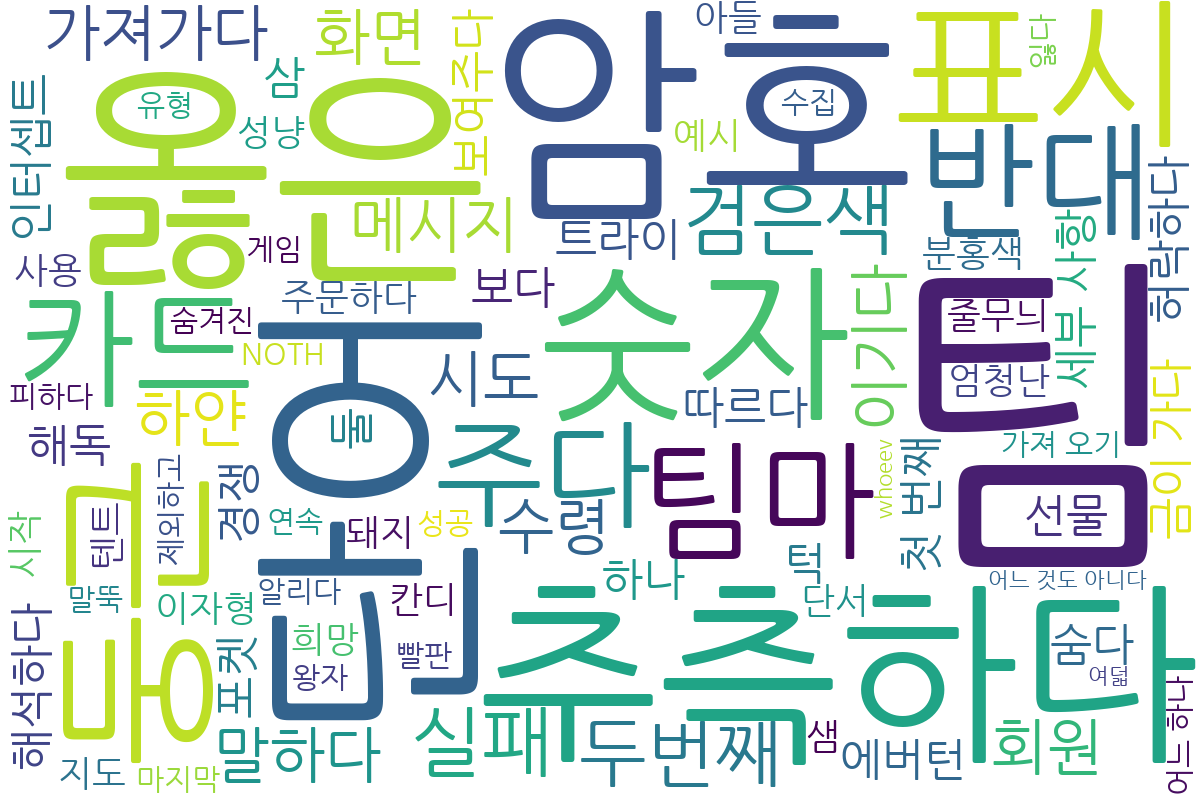 가져가다
화면
아들
암호
표시
잃다
옳은
유형
삼
성냥
보여주다
예시
수집
인터셉트
메시지
트라이
검은색
반대
허락하다
사용
게임
분홍색
세부 사항
카드
숨겨진
주문하다
보다
숫자
이기다
팀
줄무늬
엄청난
NOTH
시도
따르다
피하다
하얀
해독
단어
둘
주다
팀마
whoeev
첫 번째
가져 오기
금이 가다
선물
시작
텐트
제외하고
경쟁
연속
돼지
성공
수령
턱
하나
어느 것도 아니다
말뚝
이자형
알리다
칸디
단서
추측하다
숨다
여덟
해석하다
포켓
희망
왕자
빨판
어느 하나
지도
마지막
말하다
실패
두번째
샘
에버턴
회원